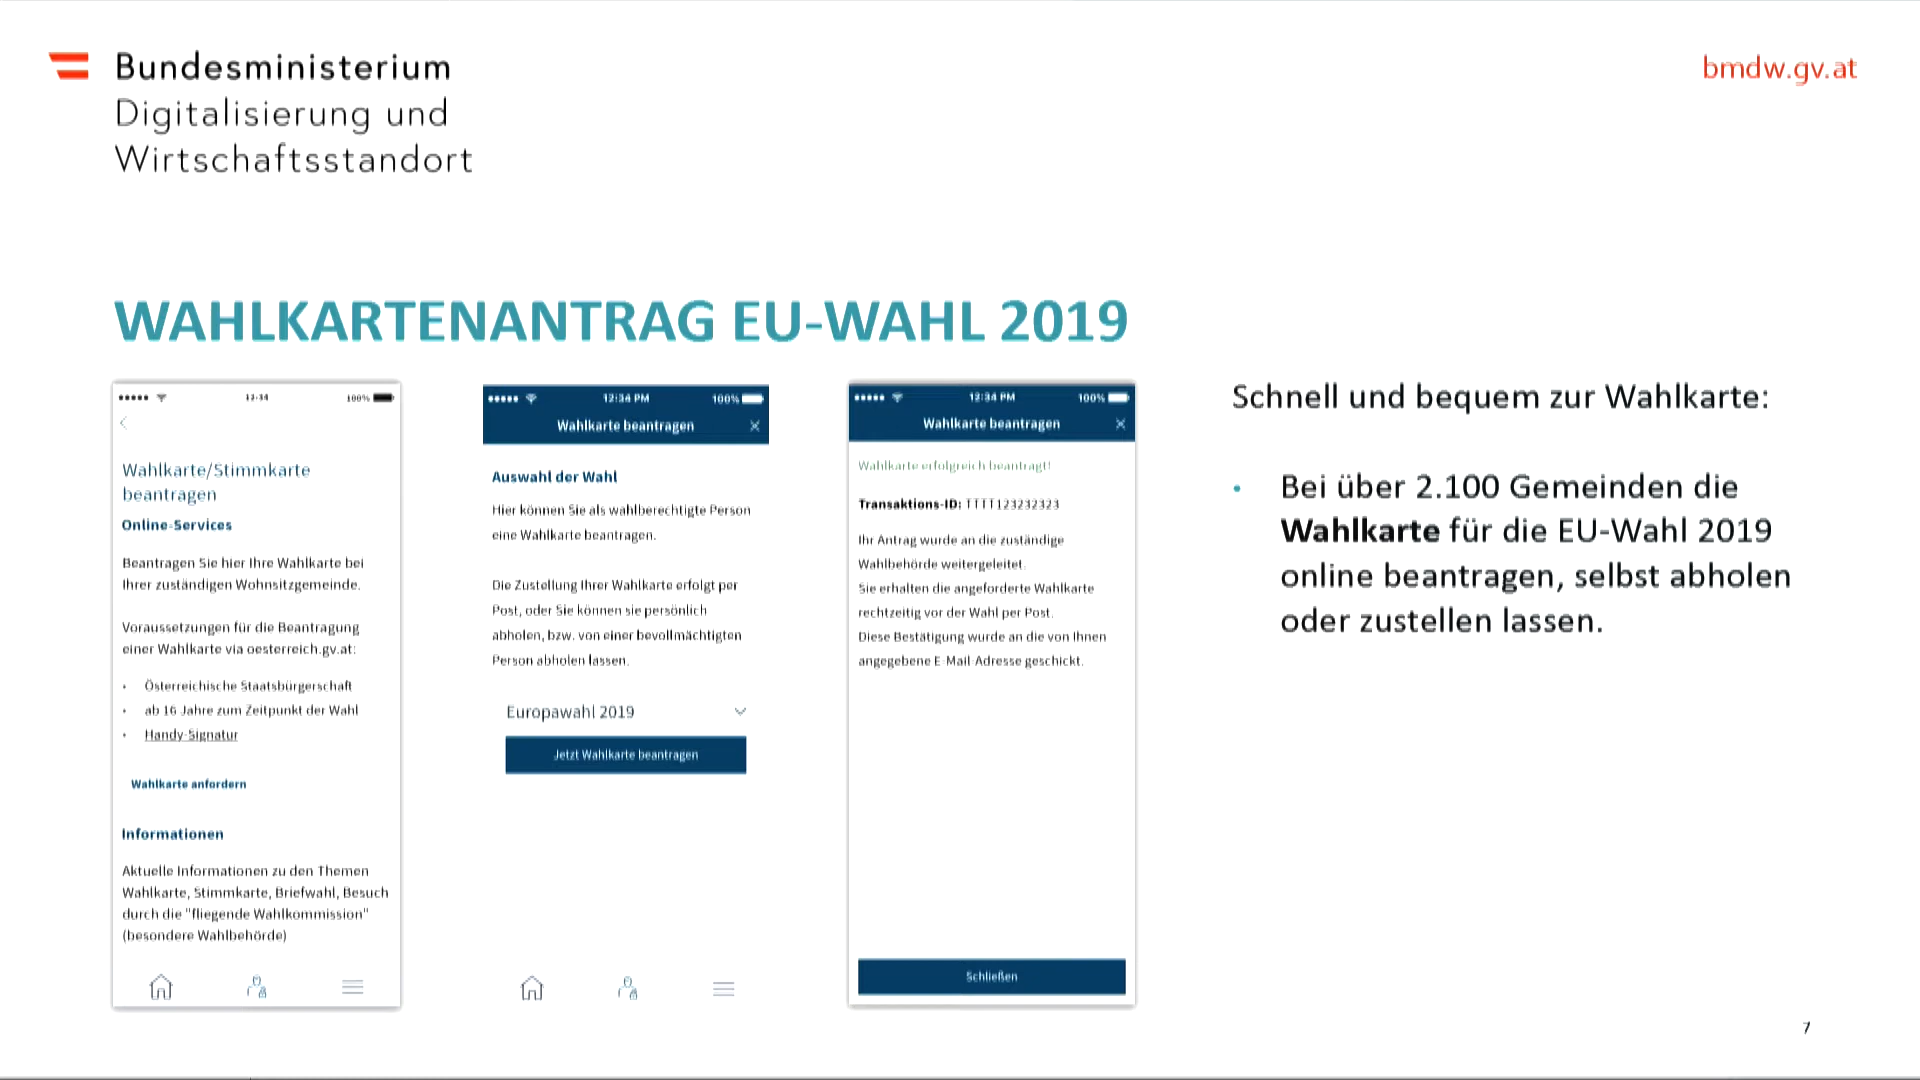 Bundesministerium
Digitalisierung und
Wirtschaftsstandort
bmdw.gv.at
WAHLKARTENANTRAG EU-WAHL 2019
12:34
100%
Wahlkarte/Stimmkarte
beantragen
Online-Services
Beantragen Sie hier Ihre Wahlkarte bei
Ihrer zuständigen Wohnsitzgemeinde.
Voraussetzungen für die Beantragung
einer Wahlkarte via oesterreich.gv.at:
• Österreichische Staatsbürgerschaft
• ab 16 Jahre zum Zeitpunkt der Wahl
• Handy-Signatur
Wahlkarte anfordern
Informationen
Aktuelle Informationen zu den Themen
Wahlkarte, Stimmkarte, Briefwahl, Besuch
durch die "fliegende Wahlkommission"
(besondere Wahlbehörde)
12:34 PM
100%
Wahlkarte beantragen
Auswahl der Wahl
Hier können Sie als wahlberechtigte Person
eine Wahlkarte beantragen.
Die Zustellung Ihrer Wahlkarte erfolgt per
Post, oder Sie können sie persönlich
abholen, bzw. von einer bevollmächtigten
Person abholen lassen.
Europawahl 2019
Jetzt Wahlkarte beantragen
12:34 PM
100%
Wahlkarte beantragen
Wahlkarte erfolgreich beantragt!
Transaktions-ID: TTTT123232323
Ihr Antrag wurde an die zuständige
Wahlbehörde weitergeleitet.
Sie erhalten die angeforderte Wahlkarte
rechtzeitig vor der Wahl per Post.
Diese Bestätigung wurde an die von Ihnen
angegebene E-Mail-Adresse geschickt.
Schließen
Schnell und bequem zur Wahlkarte:
• Bei über 2.100 Gemeinden die
Wahlkarte für die EU-Wahl 2019
online beantragen, selbst abholen
oder zustellen lassen.
7